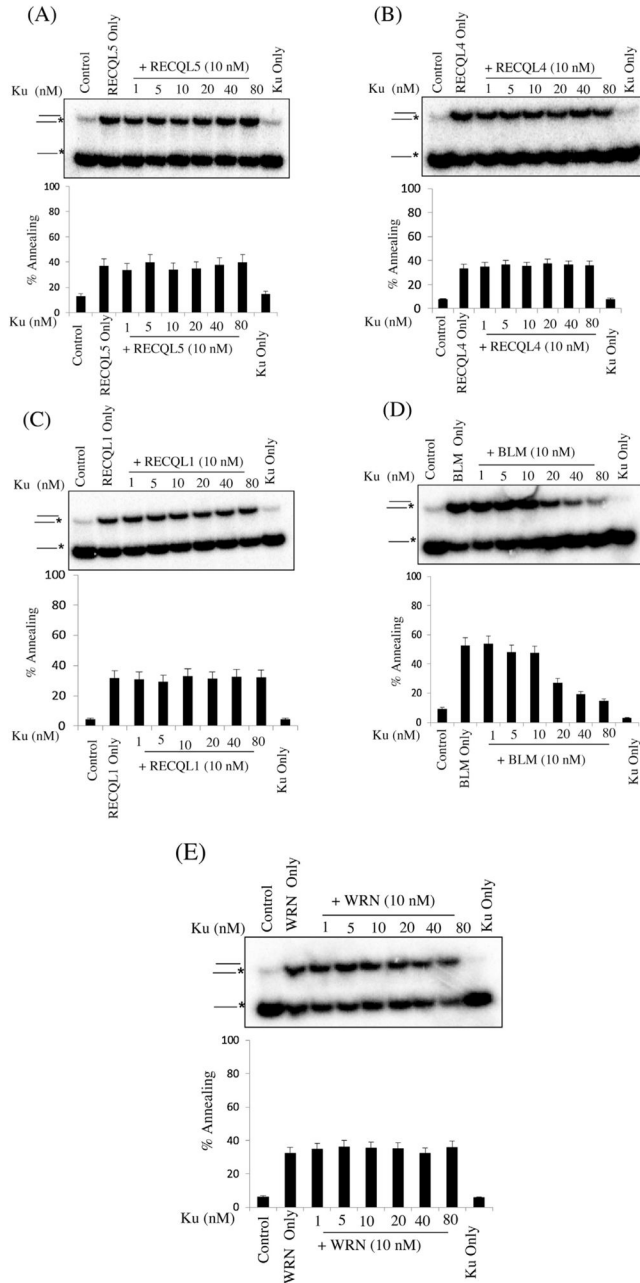 (A)
Control
RECQL5 Only
+ RECQL5 (10 nM)
Ku Only
Ku (nM) 1 5 10 20 40 80
*
*
100
80
60
40
20
0
% Annealing
Control
RECQL5 Only
Ku (nM) 1 5 10 20 40 80
+ RECQL5 (10 nM)
Ku Only
(B)
Control
RECQL4 Only
+ RECQL4 (10 nM)
Ku Only
Ku (nM) 1 5 10 20 40 80
*
*
100
80
60
40
20
0
% Annealing
Control
RECQL4 Only
Ku (nM) 1 5 10 20 40 80
+ RECQL4 (10 nM)
Ku Only
(C)
Control
RECQL1 Only
+ RECQL1 (10 nM)
Ku Only
Ku (nM) 1 5 10 20 40 80
*
*
100
80
60
40
20
0
% Annealing
Control
RECQL1 Only
Ku (nM) 1 5 10 20 40 80
+ RECQL1 (10 nM)
Ku Only
(D)
Control
BLM Only
+ BLM (10 nM)
Ku Only
Ku (nM) 1 5 10 20 40 80
*
*
100
80
60
40
20
0
% Annealing
Control
BLM Only
Ku (nM) 1 5 10 20 40 80
+ BLM (10 nM)
Ku Only
(E)
Control
WRN Only
+ WRN (10 nM)
Ku Only
Ku (nM) 1 5 10 20 40 80
*
*
100
80
60
40
20
0
% Annealing
Control
WRN Only
Ku (nM) 1 5 10 20 40 80
+ WRN (10 nM)
Ku Only